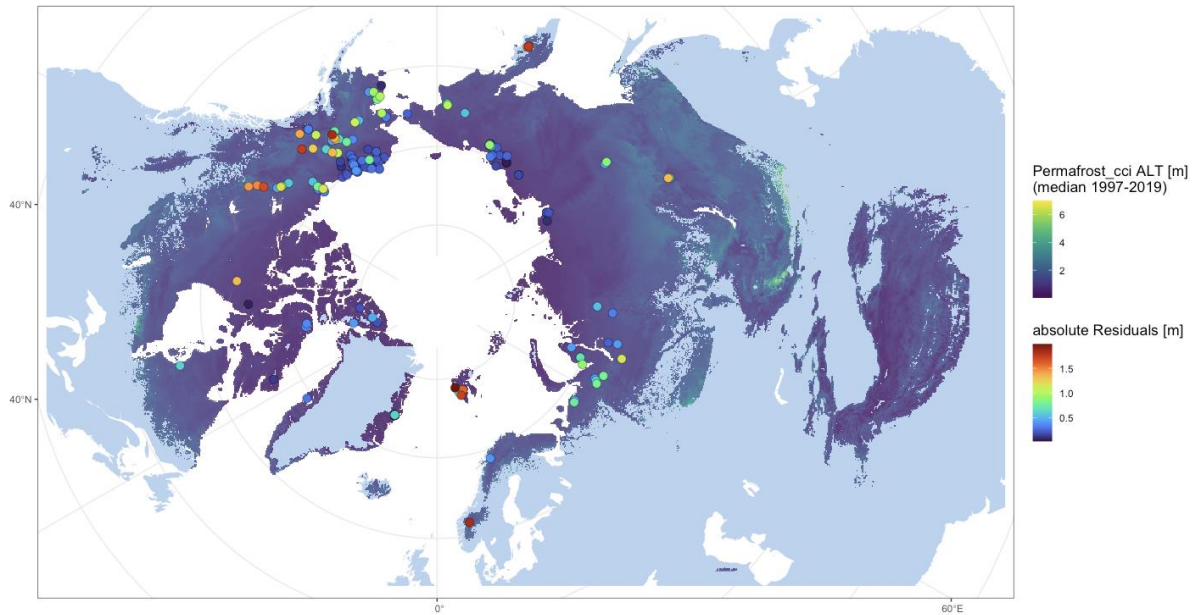 40°N
40°N
0°
60°E
Permafrost_cci ALT [m]
(median 1997-2019)
6
4
2
absolute Residuals [m]
1.5
1.0
0.5